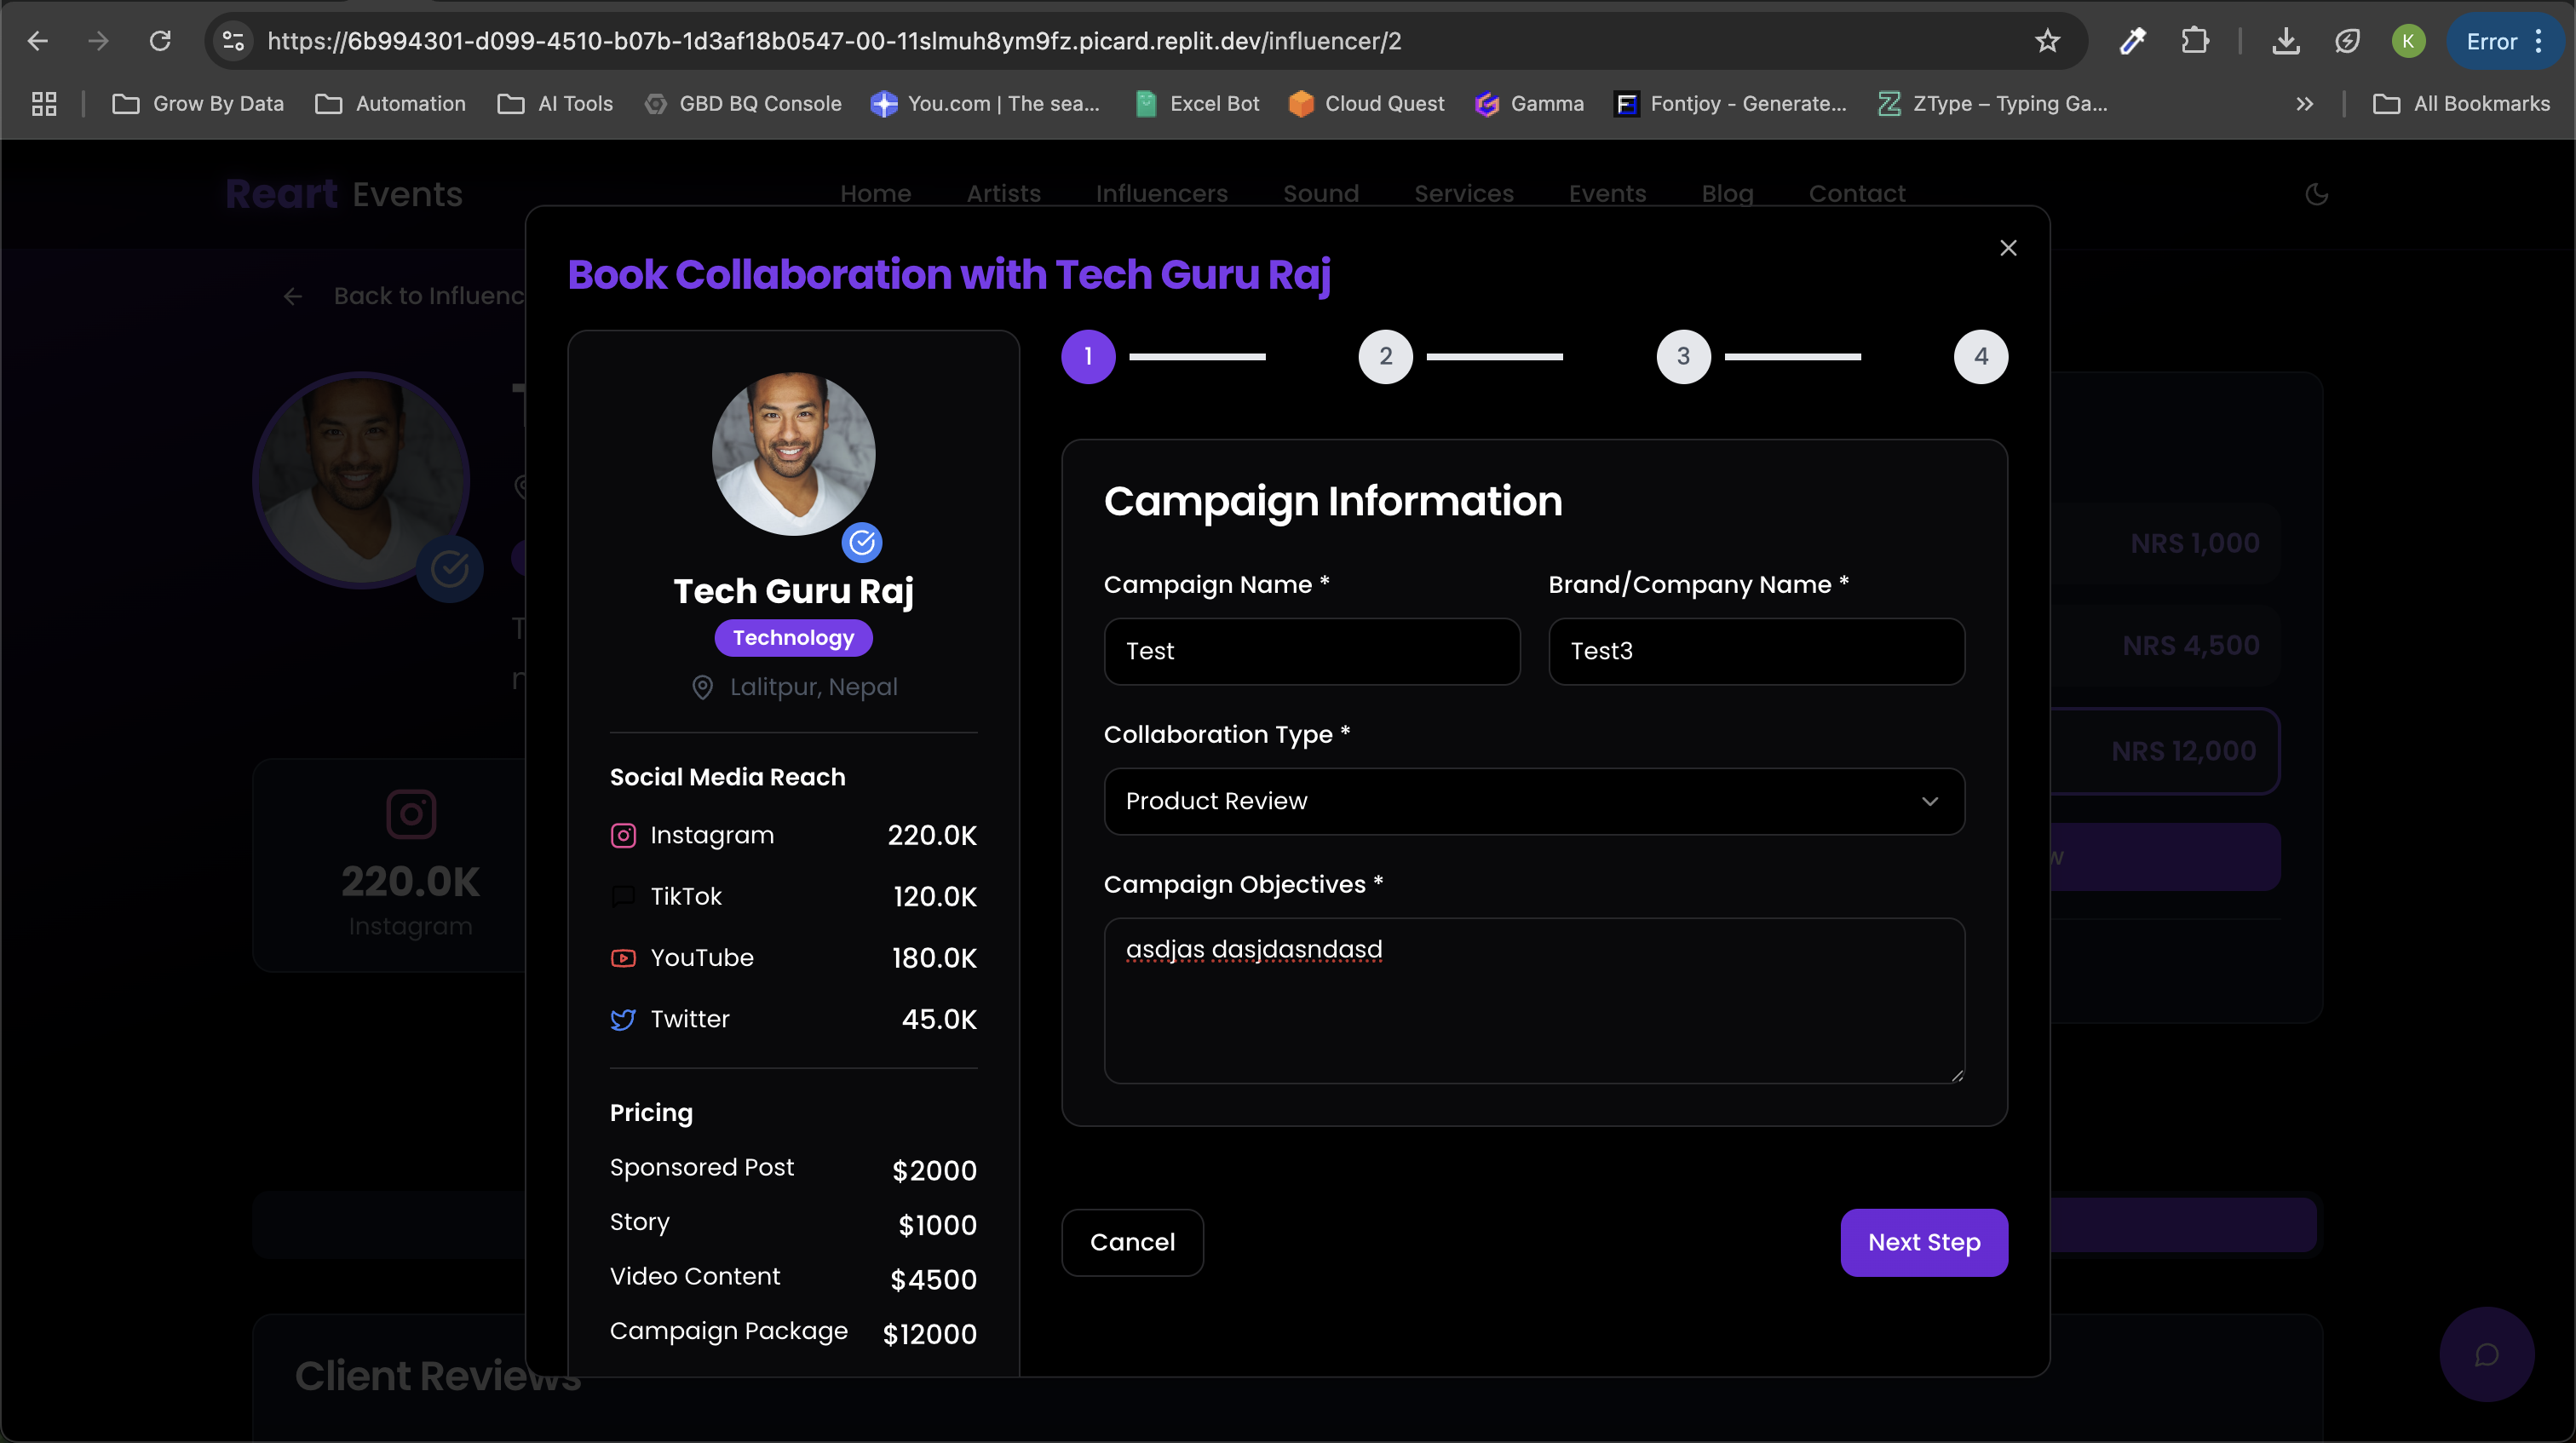 https://6b994301-d099-4510-b07b-1d3af18b0547-00-11slmuh8ym9fz.picard.replit.dev/influencer/2
K
Error
Grow By Data
Automation
AI Tools
GBD BQ Console
You.com | The sea...
Excel Bot
Cloud Quest
Gamma
Fontjoy - Generate...
ZType – Typing Ga...
All Bookmarks
Reart Events
Home
Artists
Influencers
Sound
Services
Events
Blog
Contact
Back to Influenc
Book Collaboration with Tech Guru Raj
1
2
3
4
Tech Guru Raj
Technology
Lalitpur, Nepal
Social Media Reach
Instagram 220.0K
TikTok 120.0K
YouTube 180.0K
Twitter 45.0K
Pricing
Sponsored Post $2000
Story $1000
Video Content $4500
Campaign Package $12000
Campaign Information
Campaign Name *
Brand/Company Name *
Test
Test3
Collaboration Type *
Product Review
Campaign Objectives *
asdjas dasjdasndasd
Cancel
Next Step
220.0K
Instagram
NRS 1,000
NRS 4,500
NRS 12,000
Client Reviews